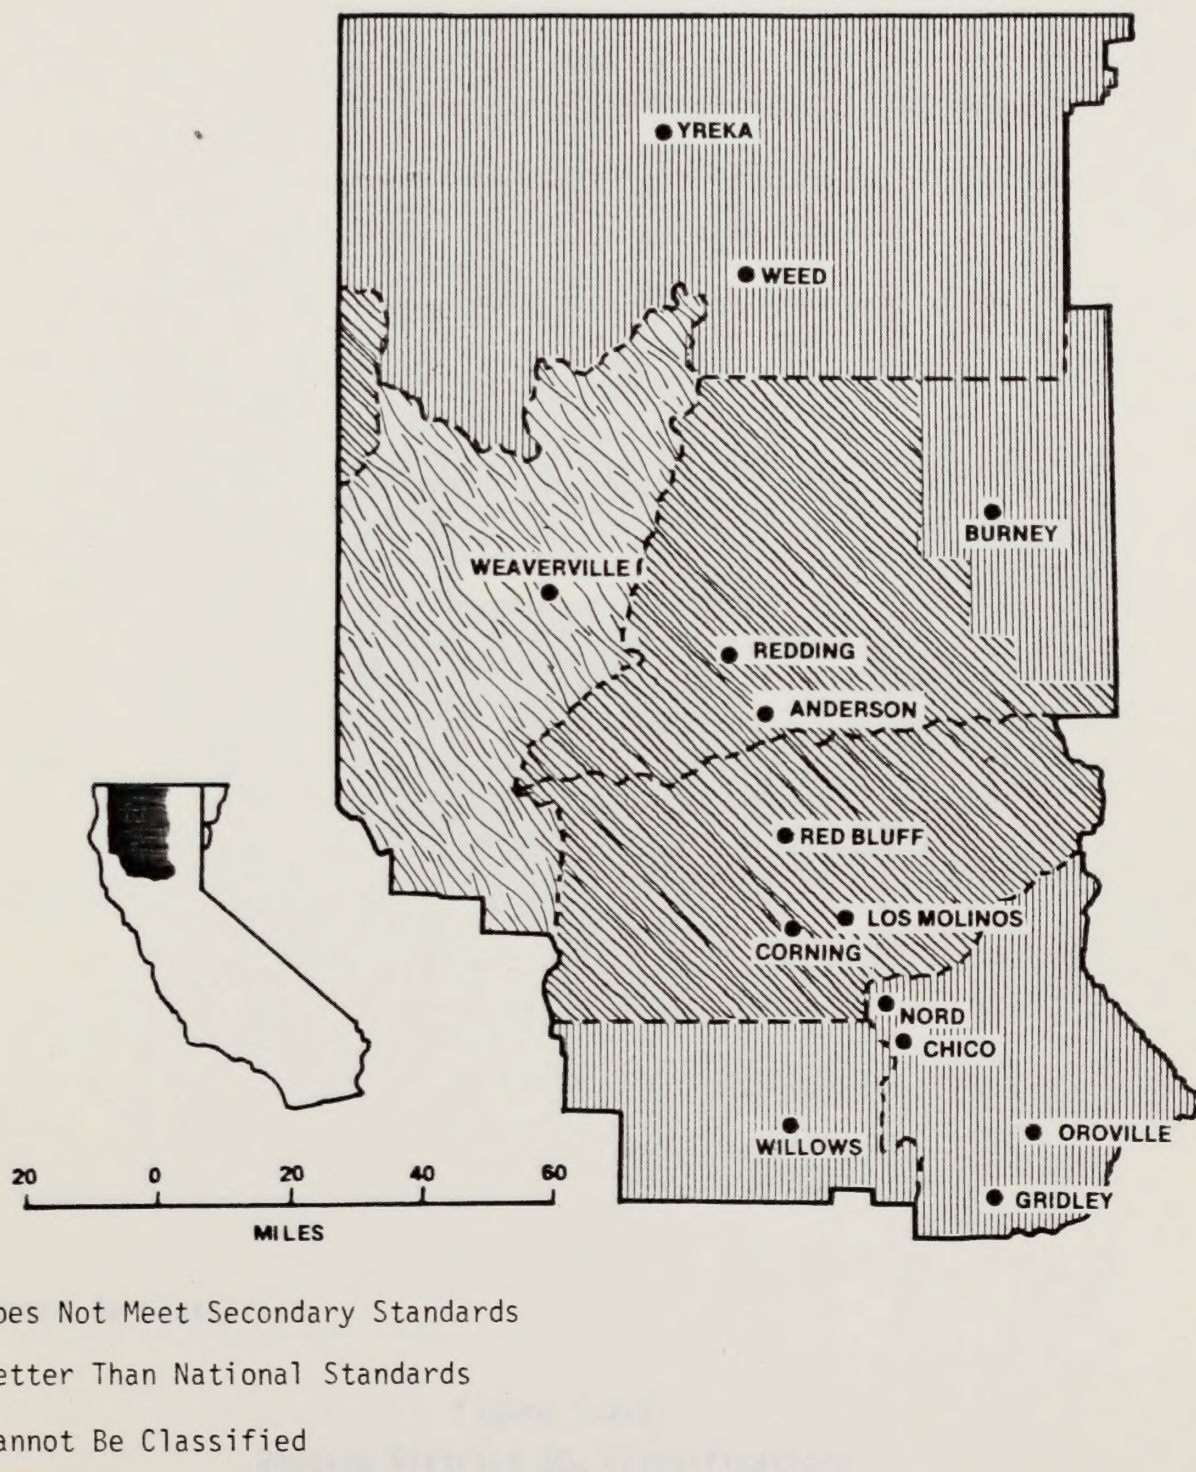 YREKA
WEED
BURNEY
WEAVERVILLE
REDDING
ANDERSON
RED BLUFF
LOS MOLINOS
CORNING
NORD
CHICO
WILLOWS
OROVILLE
GRIDLEY
20 0 20 40 60
MILES
oes Not Meet Secondary Standards
etter Than National Standards
annot Be Classified